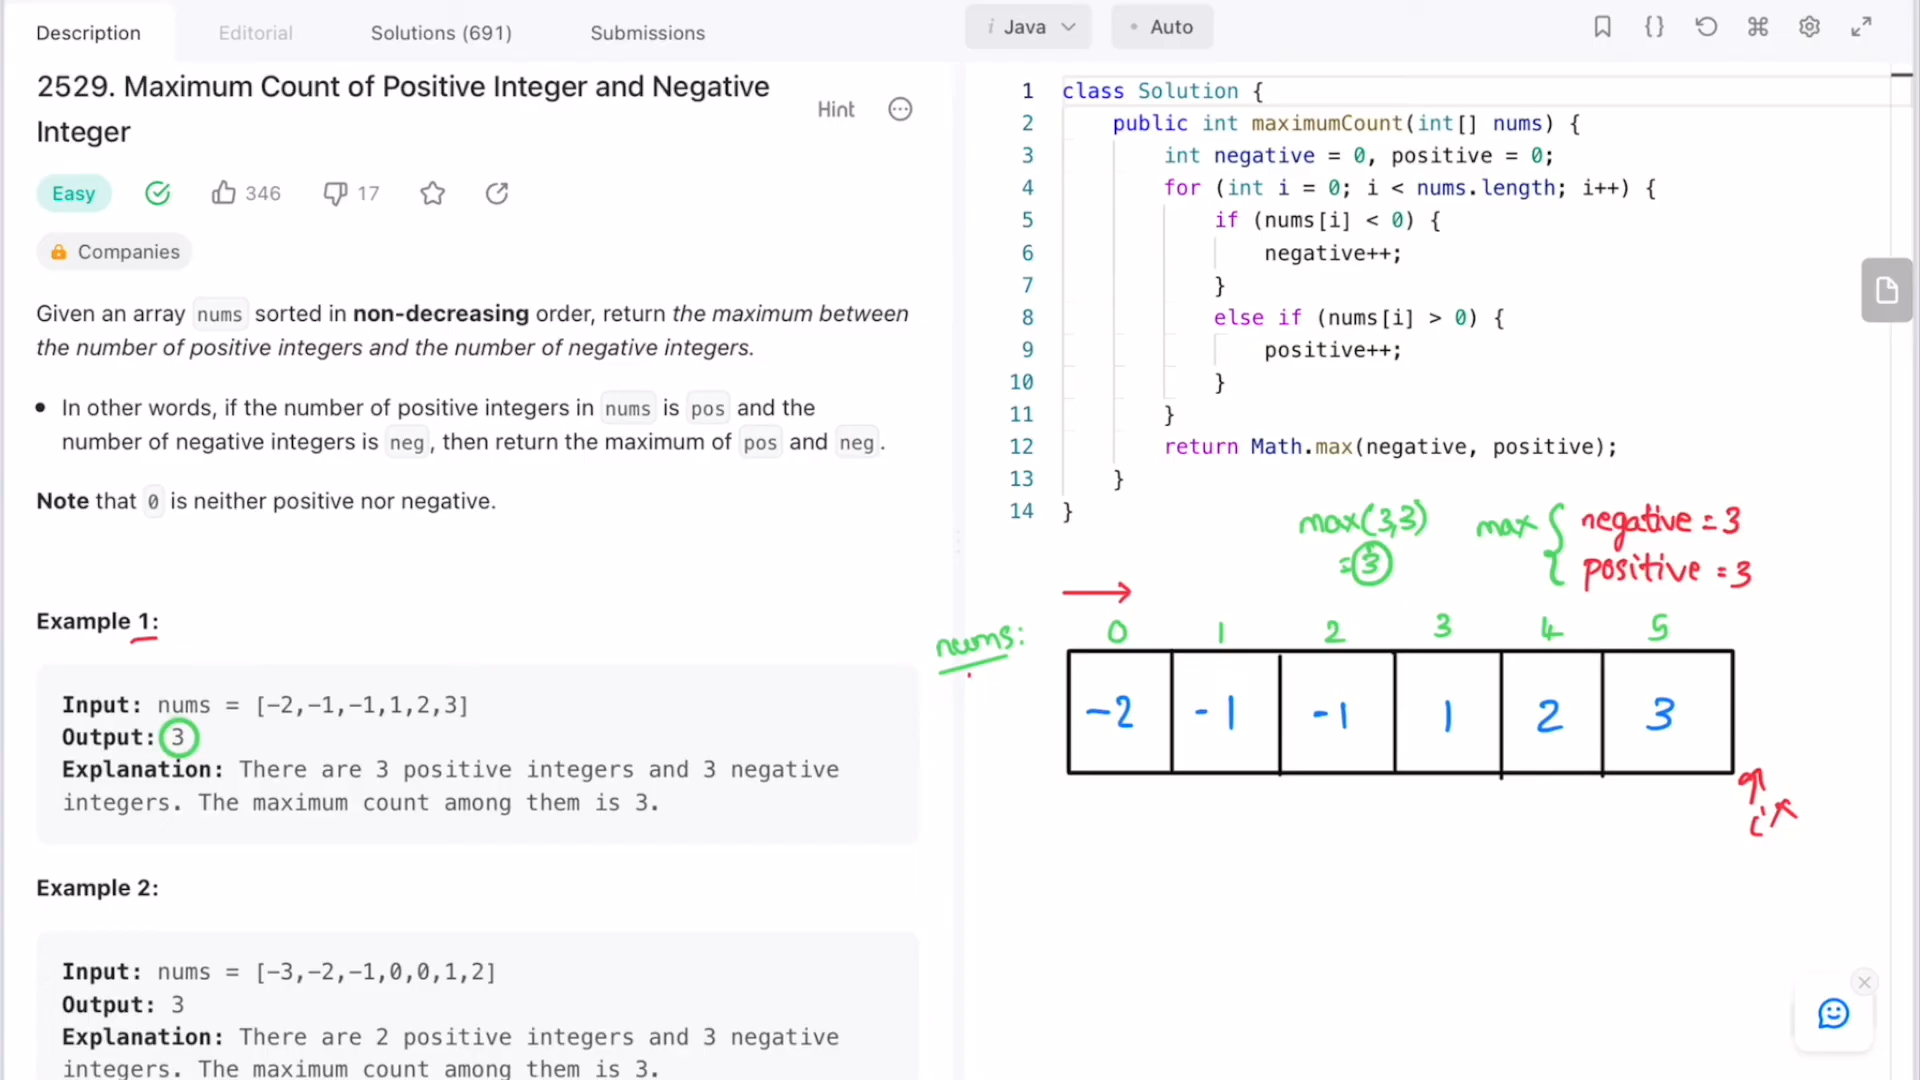 Description
Editorial
Solutions (691)
Submissions
i Java
Auto
2529. Maximum Count of Positive Integer and Negative
Integer
Hint
Easy
346
17
Companies
Given an array nums sorted in non-decreasing order, return the maximum between
the number of positive integers and the number of negative integers.
• In other words, if the number of positive integers in nums is pos and the
number of negative integers is neg, then return the maximum of pos and neg.
Note that 0 is neither positive nor negative.
Example 1:
Input: nums = [-2,-1,-1,1,2,3]
Output: 3
Explanation: There are 3 positive integers and 3 negative
integers. The maximum count among them is 3.
Example 2:
Input: nums = [-3,-2,-1,0,0,1,2]
Output: 3
Explanation: There are 2 positive integers and 3 negative
integers. The maximum count among them is 3.
1 class Solution {
2 public int maximumCount(int[] nums) {
3 int negative = 0, positive = 0;
4 for (int i = 0; i < nums.length; i++) {
5 if (nums[i] < 0) {
6 negative++;
7 }
8 else if (nums[i] > 0) {
9 positive++;
10 }
11 }
12 return Math.max(negative, positive);
13 }
14 }
max(3,3)
=3
max { negative = 3
positive = 3
nums:
0 1 2 3 4 5
-2 -1 -1 1 2 3
i